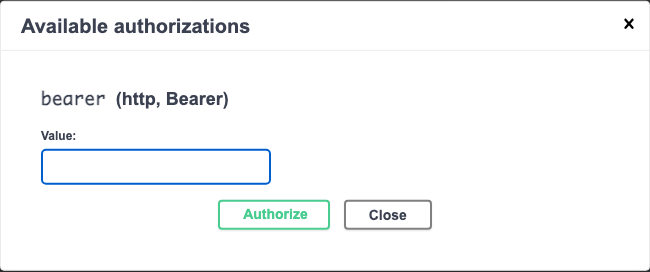 Available authorizations
×
bearer (http, Bearer)
Value:
Authorize
Close